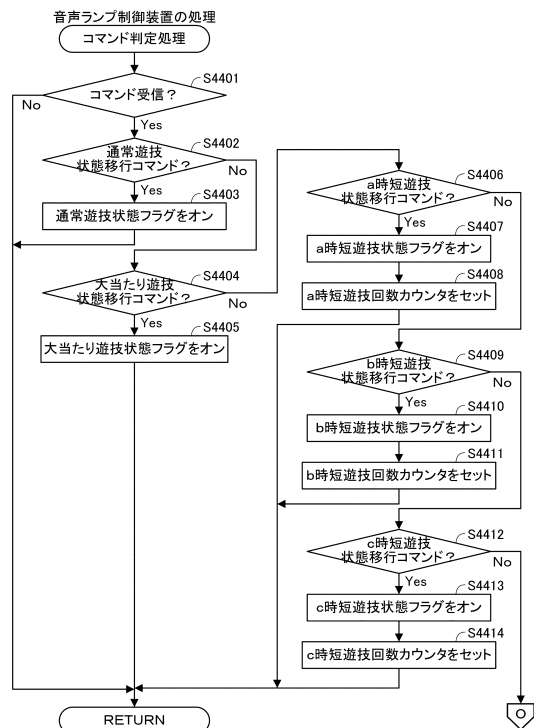 音声ランプ制御装置の処理
コマンド判定処理
S4401
コマンド受信？
No
Yes
S4402
通常遊技
状態移行コマンド？
No
Yes
S4403
通常遊技状態フラグをオン
S4404
大当たり遊技
状態移行コマンド？
No
Yes
S4405
大当たり遊技状態フラグをオン
S4406
a時短遊技
状態移行コマンド？
No
Yes
S4407
a時短遊技状態フラグをオン
S4408
a時短遊技回数カウンタをセット
S4409
b時短遊技
状態移行コマンド？
No
Yes
S4410
b時短遊技状態フラグをオン
S4411
b時短遊技回数カウンタをセット
S4412
c時短遊技
状態移行コマンド？
No
Yes
S4413
c時短遊技状態フラグをオン
S4414
c時短遊技回数カウンタをセット
RETURN
O